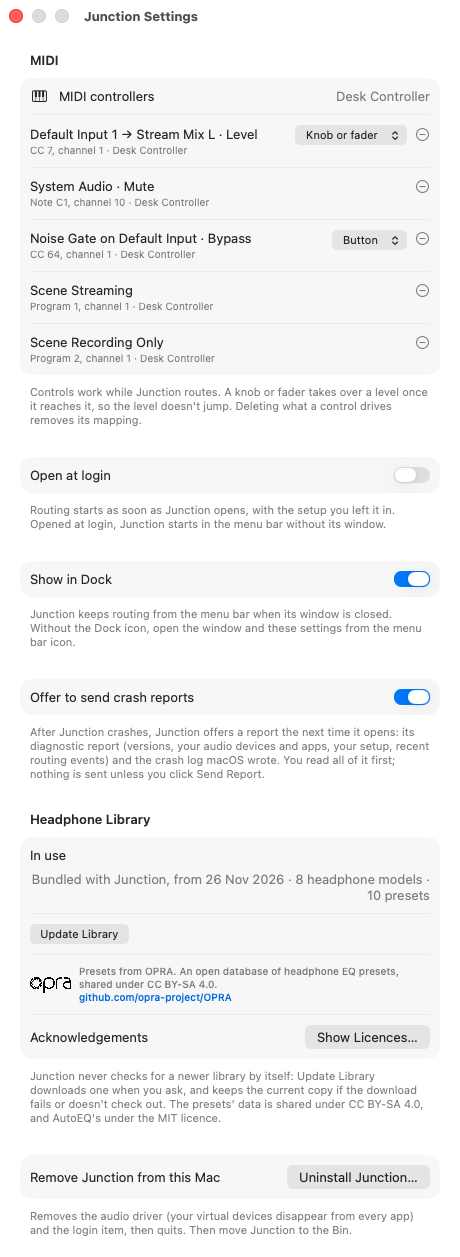 Junction Settings
MIDI
MIDI controllers
Desk Controller
Default Input 1 → Stream Mix L · Level
Knob or fader
CC 7, channel 1 · Desk Controller
System Audio · Mute
Note C1, channel 10 · Desk Controller
Noise Gate on Default Input · Bypass
Button
CC 64, channel 1 · Desk Controller
Scene Streaming
Program 1, channel 1 · Desk Controller
Scene Recording Only
Program 2, channel 1 · Desk Controller
Controls work while Junction routes. A knob or fader takes over a level once
it reaches it, so the level doesn't jump. Deleting what a control drives
removes its mapping.
Open at login
Routing starts as soon as Junction opens, with the setup you left it in.
Opened at login, Junction starts in the menu bar without its window.
Show in Dock
Junction keeps routing from the menu bar when its window is closed.
Without the Dock icon, open the window and these settings from the menu
bar icon.
Offer to send crash reports
After Junction crashes, Junction offers a report the next time it opens: its
diagnostic report (versions, your audio devices and apps, your setup, recent
routing events) and the crash log macOS wrote. You read all of it first;
nothing is sent unless you click Send Report.
Headphone Library
In use
Bundled with Junction, from 26 Nov 2026 · 8 headphone models ·
10 presets
Update Library
opra
Presets from OPRA. An open database of headphone EQ presets,
shared under CC BY-SA 4.0.
github.com/opra-project/OPRA
Acknowledgements
Show Licences...
Junction never checks for a newer library by itself: Update Library
downloads one when you ask, and keeps the current copy if the download
fails or doesn't check out. The presets' data is shared under CC BY-SA 4.0,
and AutoEQ's under the MIT licence.
Remove Junction from this Mac
Uninstall Junction...
Removes the audio driver (your virtual devices disappear from every app)
and the login item, then quits. Then move Junction to the Bin.